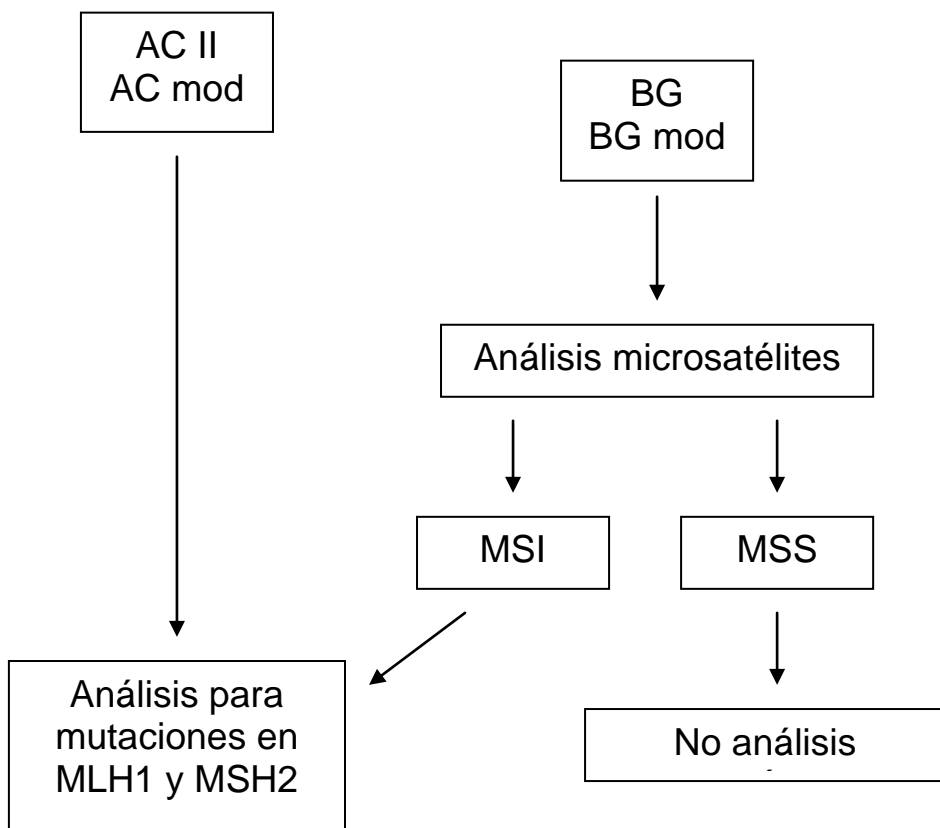 AC II
AC mod
BG
BG mod
Análisis microsatélites
MSI
MSS
Análisis para
mutaciones en
MLH1 y MSH2
No análisis